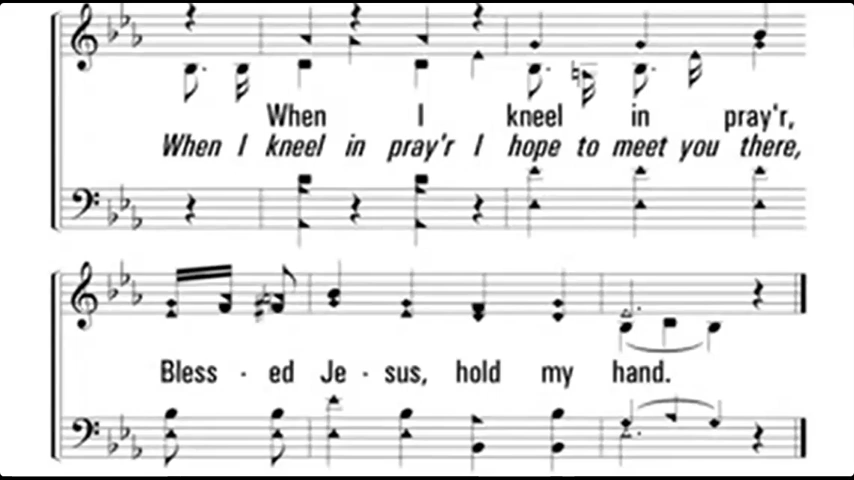 When I kneel in pray'r,
When I kneel in pray'r I hope to meet you there,
Bless - ed Je - sus, hold my hand.